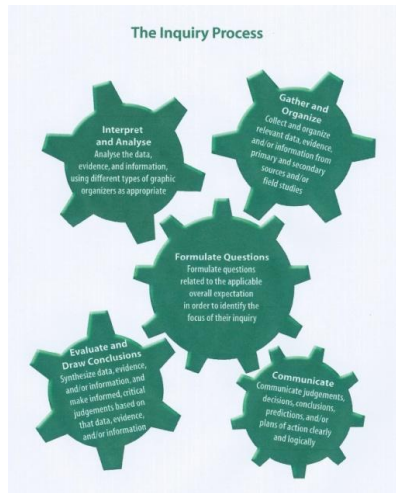 The Inquiry Process
Interpret
and Analyse
Analyse the data,
evidence, and information,
using different types of graphic
organizers as appropriate
Gather and
Organize
Collect and organize
relevant data, evidence,
and/or information from
primary and secondary
sources and/or
field studies
Formulate Questions
Formulate questions
related to the applicable
overall expectation
in order to identify the
focus of their inquiry
Evaluate and
Draw Conclusions
Synthesize data, evidence,
and/or information, and
make informed, critical
judgements based on
that data, evidence,
and/or information
Communicate
Communicate judgements,
decisions, conclusions,
predictions, and/or
plans of action clearly
and logically